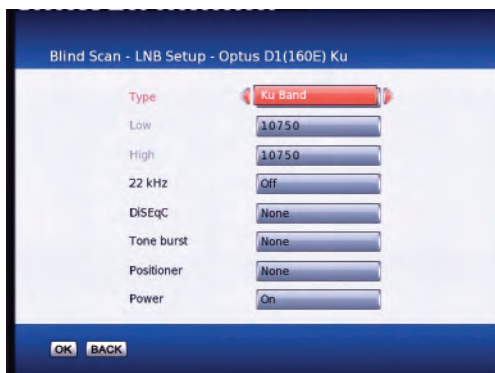 Blind Scan - LNB Setup - Optus D1(160E) Ku
Type Ku Band
Low 10750
High 10750
22 kHz Off
DiSEqC None
Tone burst None
Positioner None
Power On
OK BACK